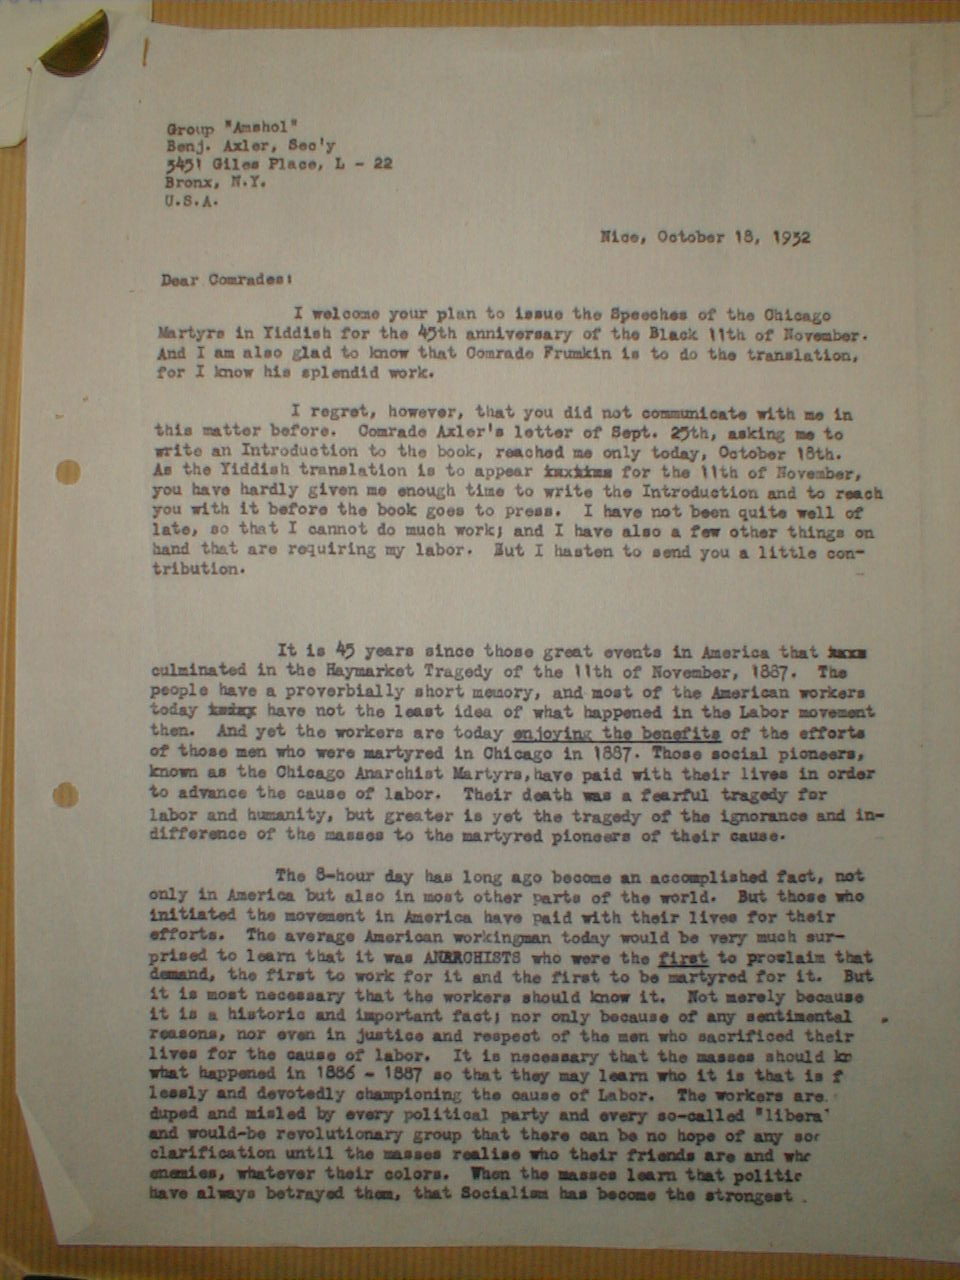 Group "Amshol"
Benj. Axler, Sec'y
3451 Giles Place, L - 22
Bronx, N.Y.
U.S.A.
Nice, October 18, 1932
Dear Comrades:
I welcome your plan to issue the Speeches of the Chicago
Martyrs in Yiddish for the 45th anniversary of the Black 11th of November.
And I am also glad to know that Comrade Frumkin is to do the translation,
for I know his splendid work.
I regret, however, that you did not communicate with me in
this matter before. Comrade Axler's letter of Sept. 25th, asking me to
write an Introduction to the book, reached me only today, October 18th.
As the Yiddish translation is to appear for the 11th of November,
you have hardly given me enough time to write the Introduction and to reach
you with it before the book goes to press. I have not been quite well of
late, so that I cannot do much work; and I have also a few other things on
hand that are requiring my labor. But I hasten to send you a little con-
tribution.
It is 45 years since those great events in America that
culminated in the Haymarket Tragedy of the 11th of November, 1887. The
people have a proverbially short memory, and most of the American workers
today have not the least idea of what happened in the Labor movement
then. And yet the workers are today enjoying the benefits of the efforts
of those men who were martyred in Chicago in 1887. Those social pioneers,
known as the Chicago Anarchist Martyrs, have paid with their lives in order
to advance the cause of labor. Their death was a fearful tragedy for
labor and humanity, but greater is yet the tragedy of the ignorance and in-
difference of the masses to the martyred pioneers of their cause.
The 8-hour day has long ago become an accomplished fact, not
only in America but also in most other parts of the world. But those who
initiated the movement in America have paid with their lives for their
efforts. The average American workingman today would be very much sur-
prised to learn that it was ANARCHISTS who were the first to proclaim that
demand, the first to work for it and the first to be martyred for it. But
it is most necessary that the workers should know it. Not merely because
it is a historic and important fact; nor only because of any sentimental
reasons, nor even in justice and respect of the men who sacrificed their
lives for the cause of labor. It is necessary that the masses should
what happened in 1886 - 1887 so that they may learn who it is that is
lessly and devotedly championing the cause of Labor. The workers are
duped and misled by every political party and every so-called "libera
and would-be revolutionary group that there can be no hope of any
clarification until the masses realise who their friends are and
enemies, whatever their colors. When the masses learn that politic
have always betrayed them, that Socialism has become the strongest